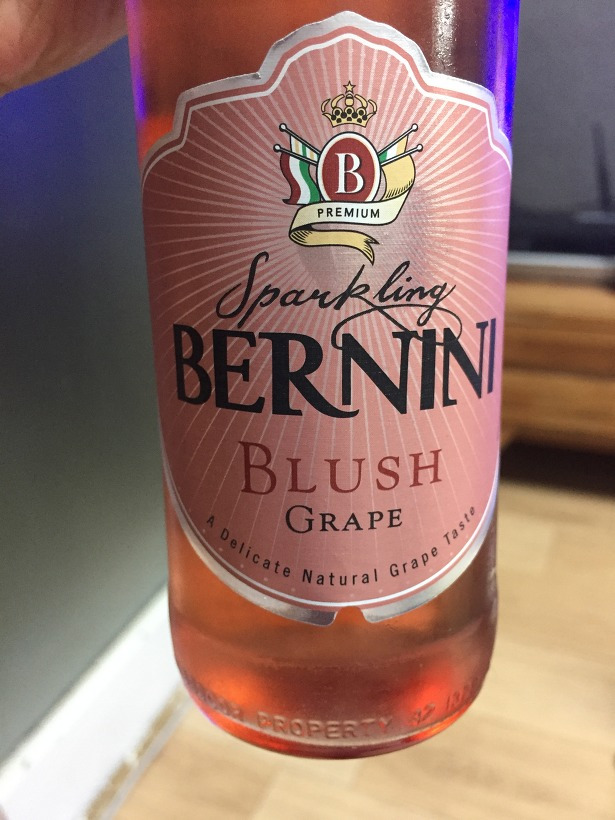 B
PREMIUM
Sparkling
BERNINI
BLUSH
GRAPE
A Delicate Natural Grape Taste
PROPERTY